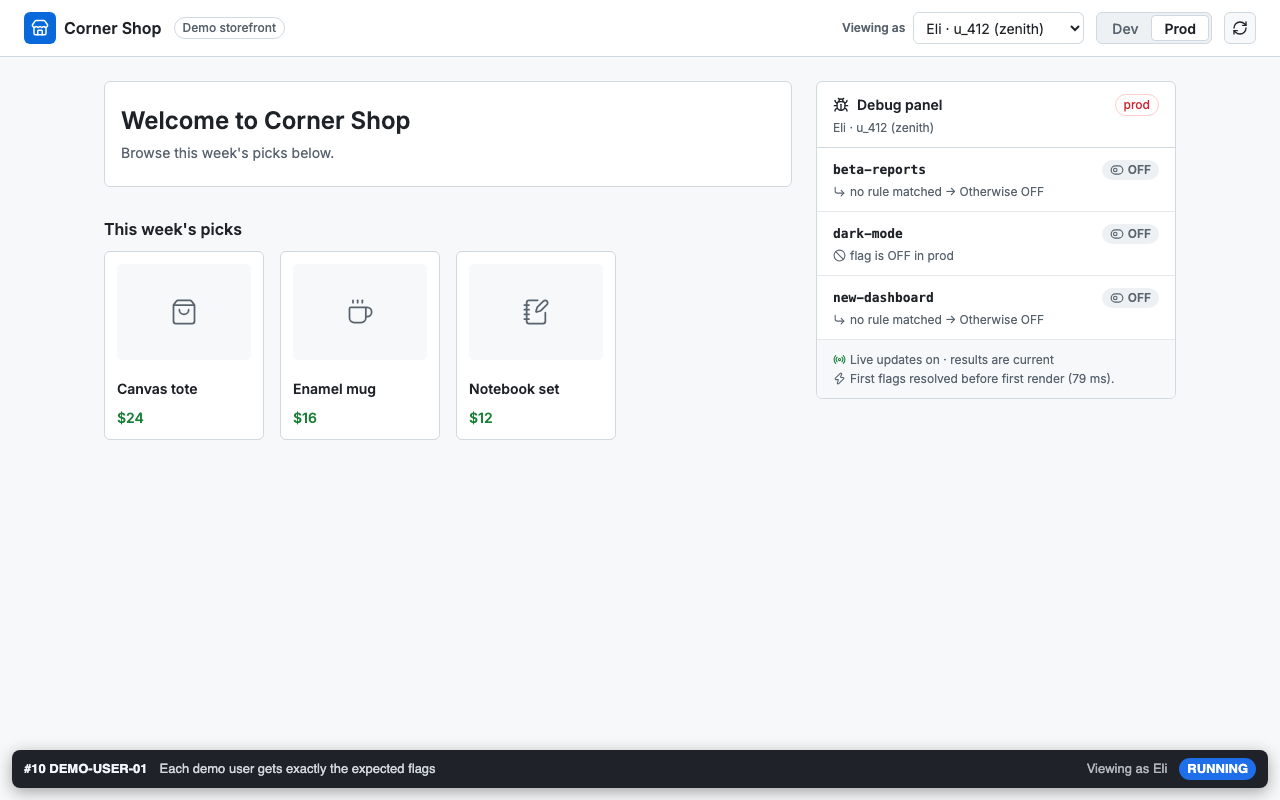 Corner Shop
Demo storefront
Viewing as
Eli · u_412 (zenith)
Dev
Prod
Welcome to Corner Shop
Browse this week's picks below.
This week's picks
Canvas tote
$24
Enamel mug
$16
Notebook set
$12
Debug panel
prod
Eli · u_412 (zenith)
beta-reports
OFF
no rule matched → Otherwise OFF
dark-mode
OFF
flag is OFF in prod
new-dashboard
OFF
no rule matched → Otherwise OFF
Live updates on · results are current
First flags resolved before first render (79 ms).
#10 DEMO-USER-01 Each demo user gets exactly the expected flags
Viewing as Eli
RUNNING